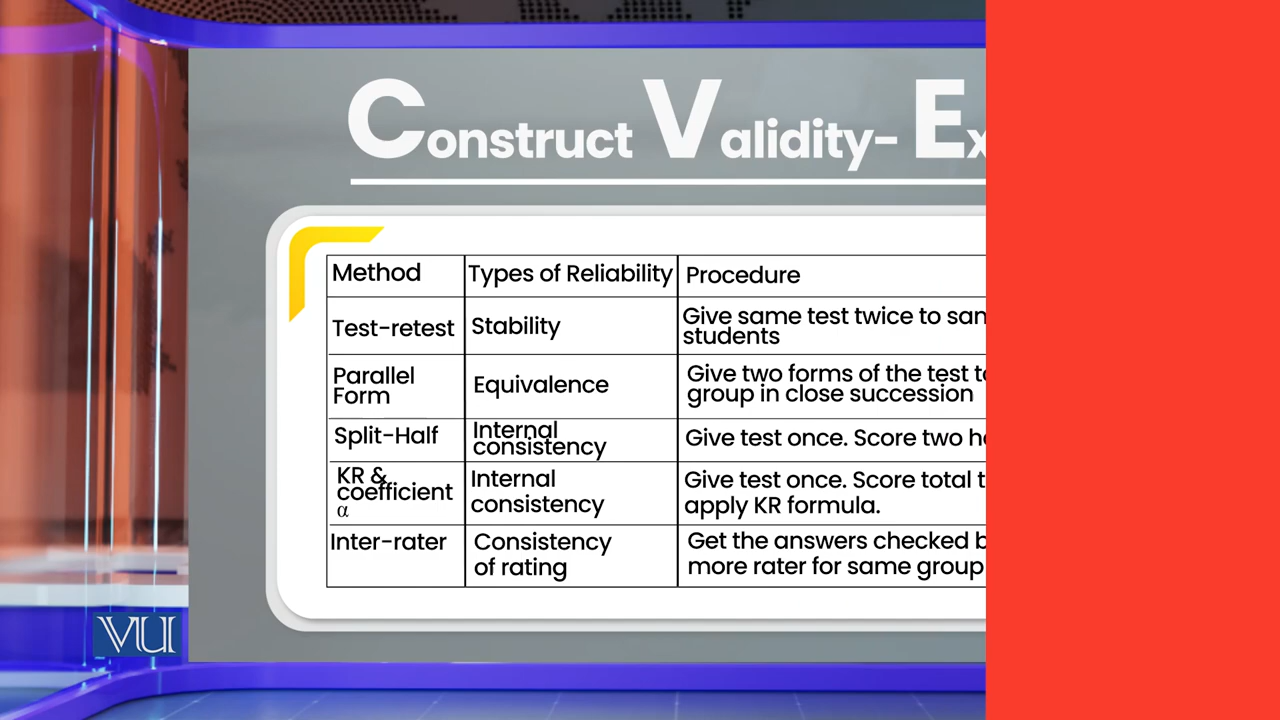 Construct Validity-
Method Types of Reliability Procedure
Test-retest Stability Give same test twice to
students
Parallel
Form
Equivalence
Give two forms of the test
group in close succession
Split-Half
Internal
consistency
Give test once. Score two
KR &
coefficient
α
Internal
consistency
Give test once. Score total
apply KR formula.
Inter-rater
Consistency
of rating
Get the answers checked
more rater for same group
VU